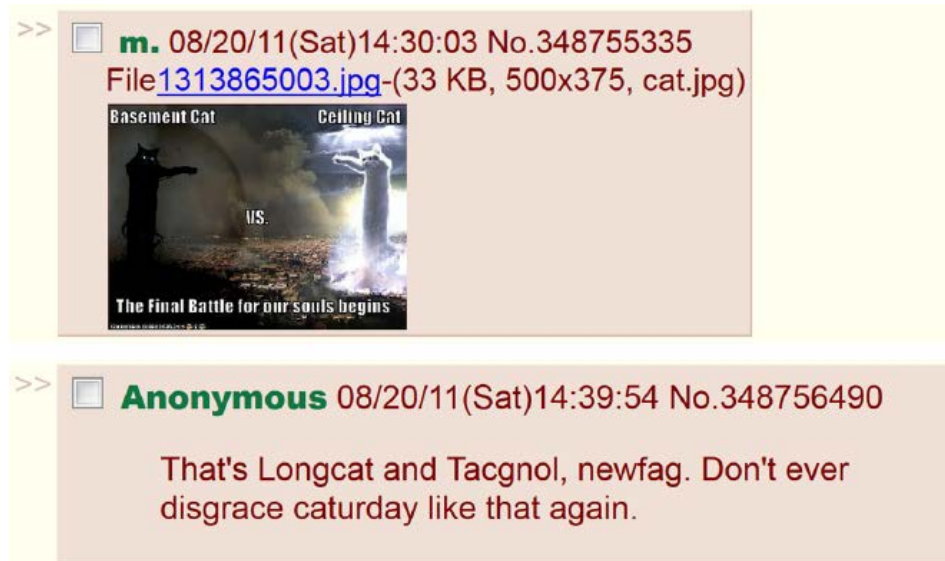 >> m. 08/20/11(Sat)14:30:03 No.348755335
File1313865003.jpg-(33 KB, 500x375, cat.jpg)
Basement Cat Ceiling Cat
VS.
The Final Battle for our souls begins
>> Anonymous 08/20/11(Sat)14:39:54 No.348756490
That's Longcat and Tacgnol, newfag. Don't ever
disgrace caturday like that again.